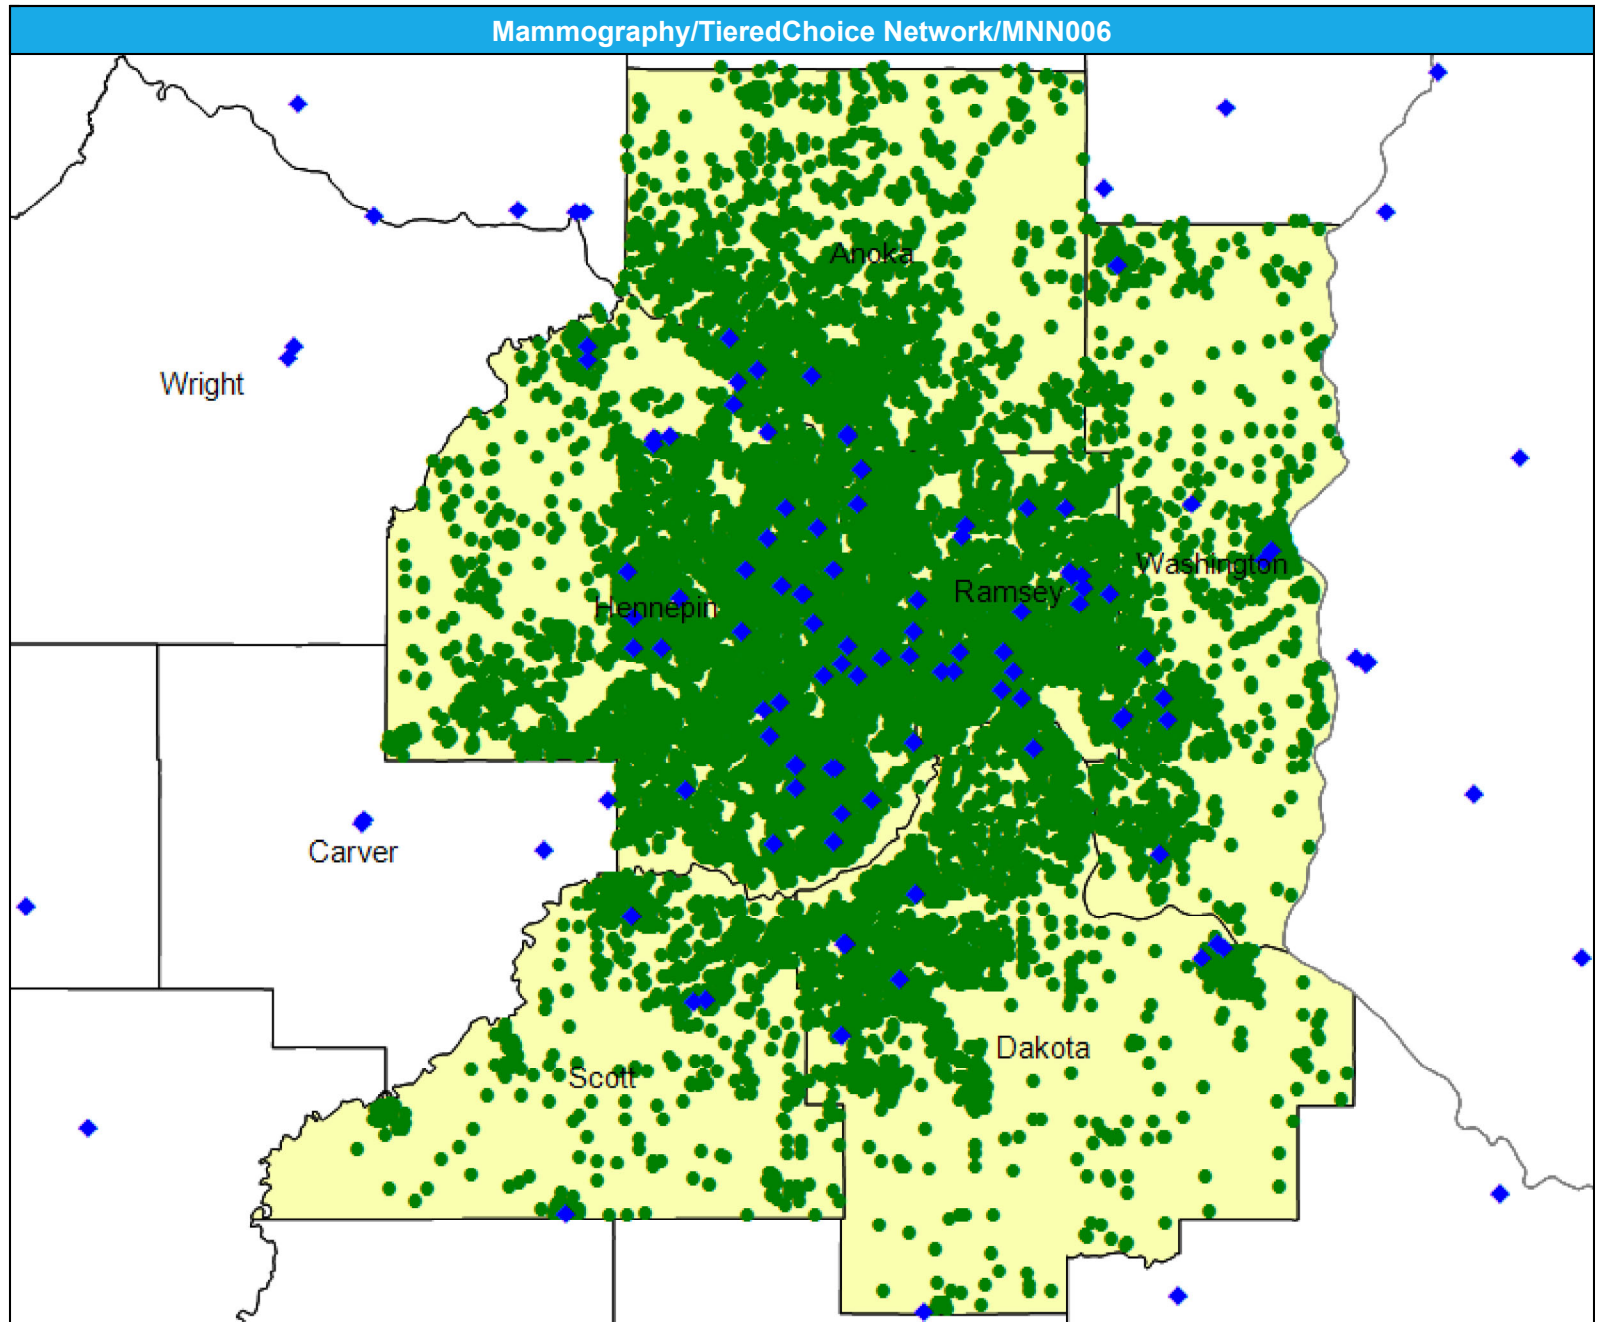 Mammography/TieredChoice Network/MNN006
Anoka
Wright
Washington
Ramsey
Hennepin
Carver
Dakota
Scott